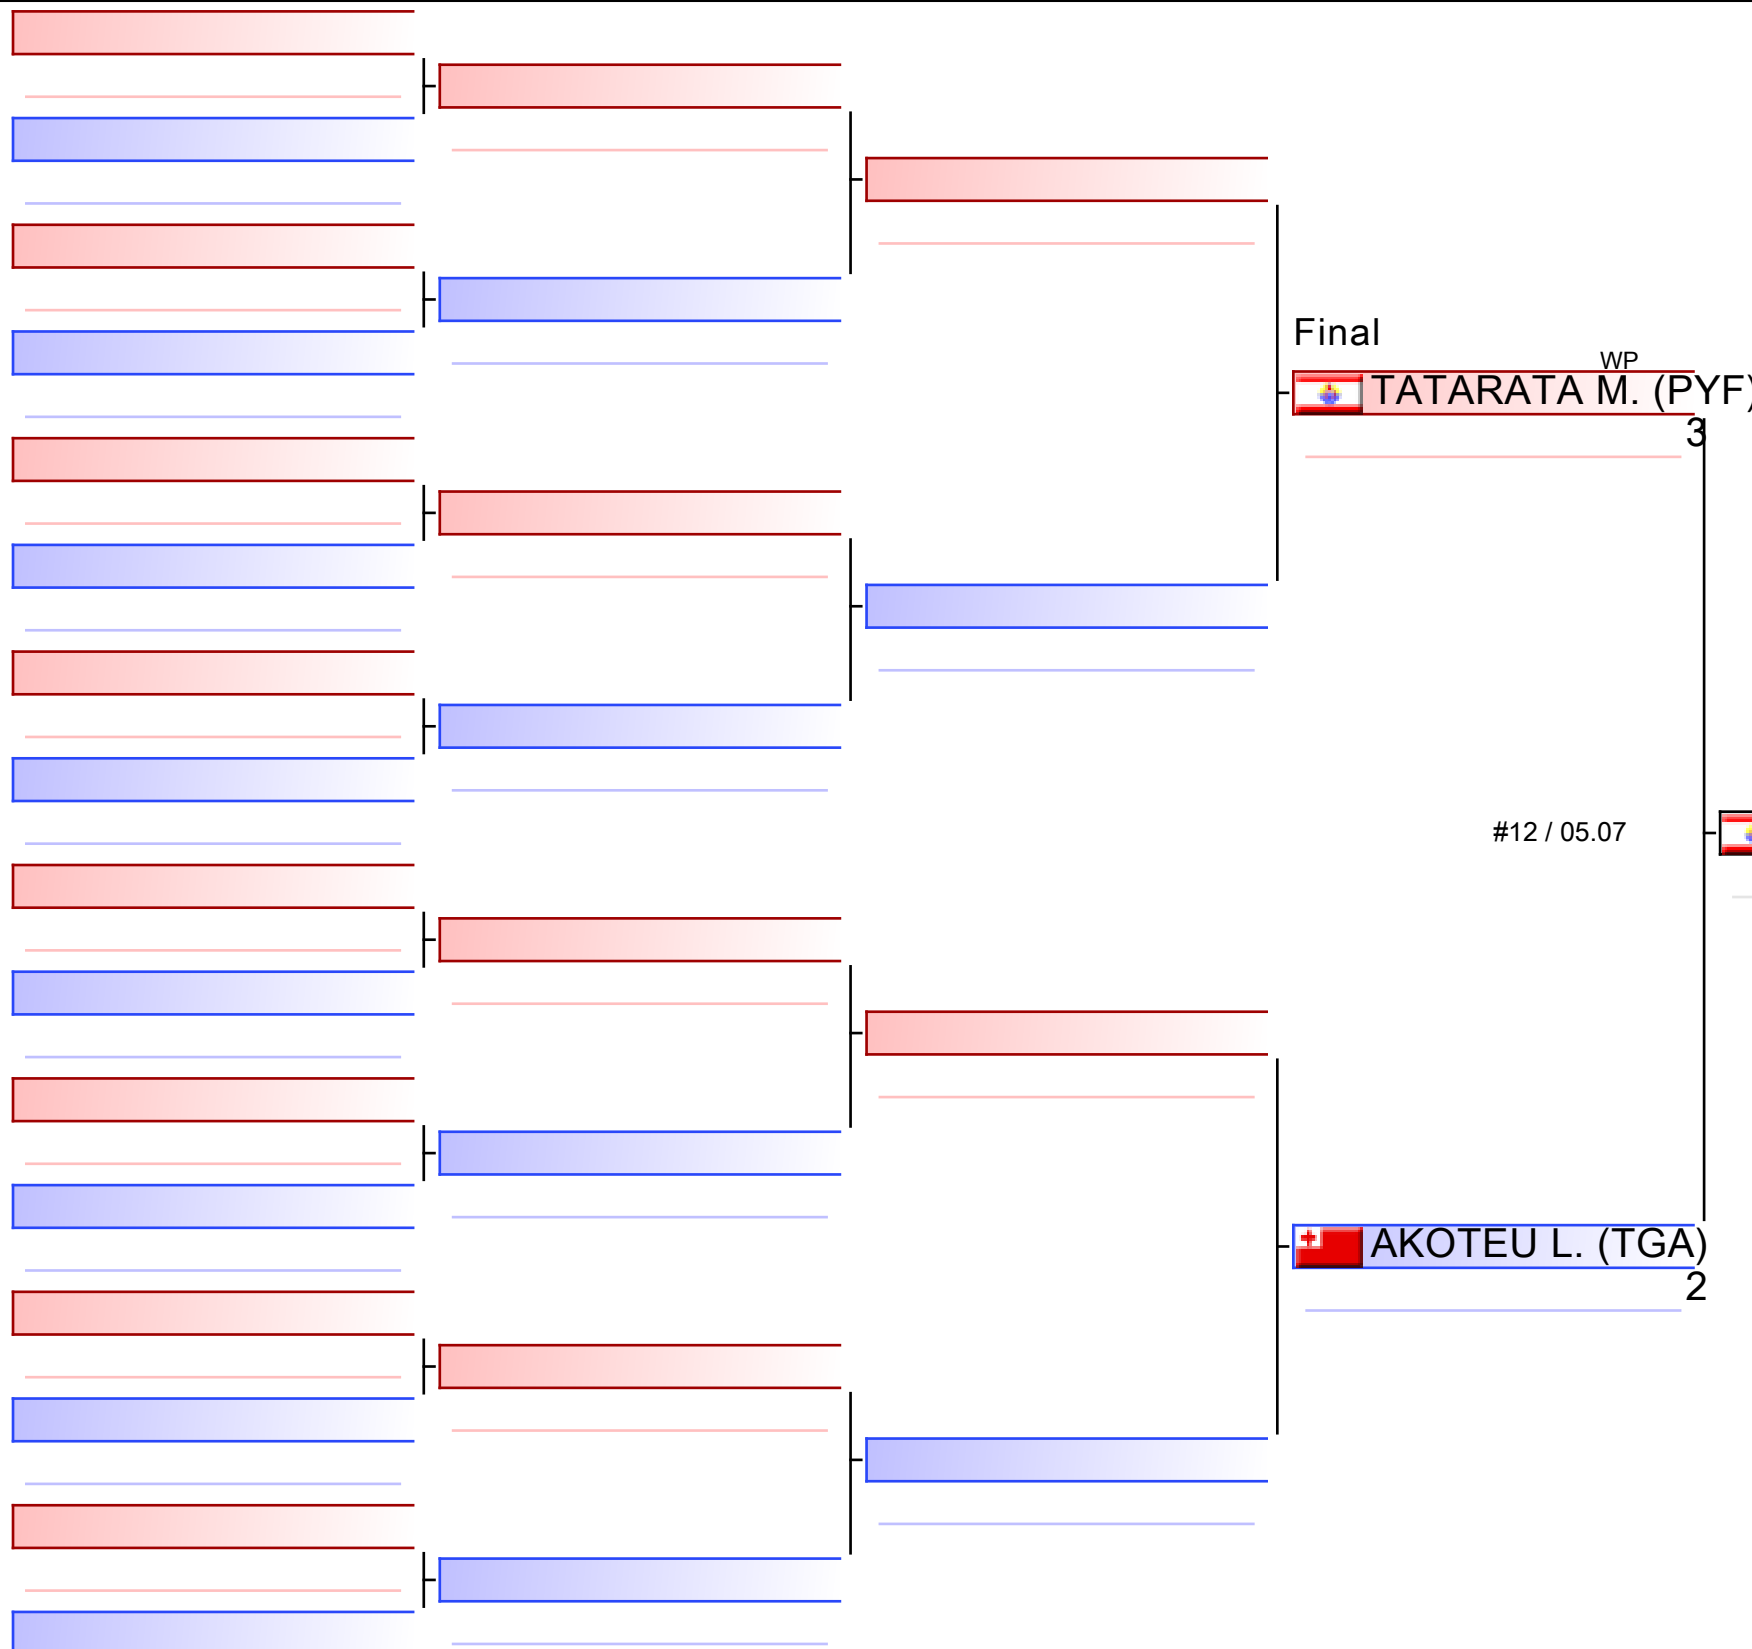 Final
WP
TATARATA M. (PYF)
3
#12 / 05.07
AKOTEU L. (TGA)
2